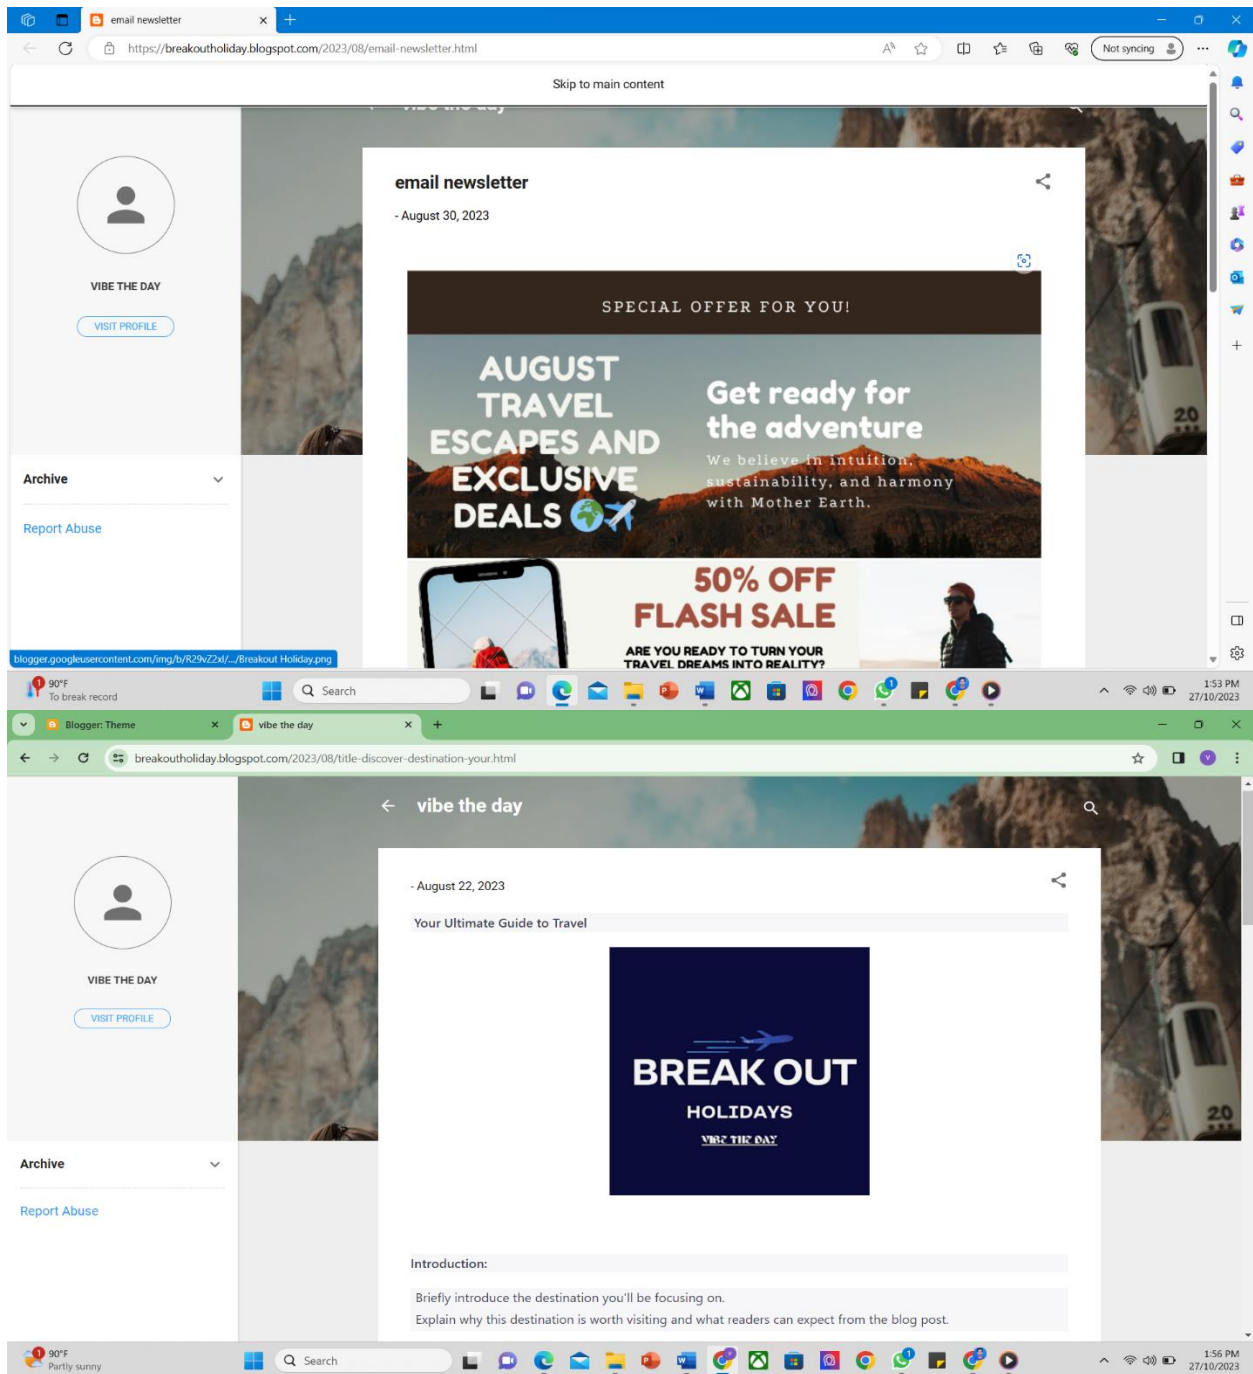 email newsletter
https://breakoutholiday.blogspot.com/2023/08/email-newsletter.html
Not syncing
Skip to main content
vibe the day
email newsletter
- August 30, 2023
VIBE THE DAY
VISIT PROFILE
SPECIAL OFFER FOR YOU!
AUGUST
TRAVEL
ESCAPES AND
EXCLUSIVE
DEALS
Get ready for
the adventure
We believe in intuition,
sustainability, and harmony
with Mother Earth.
20
Archive
Report Abuse
50% OFF
FLASH SALE
ARE YOU READY TO TURN YOUR
TRAVEL DREAMS INTO REALITY?
blogger.googleusercontent.com/img/b/R29vZ2xl/.../Breakout Holiday.png
90°F
To break record
Search
1:53 PM
27/10/2023
Blogger: Theme
vibe the day
breakoutholiday.blogspot.com/2023/08/title-discover-destination-your.html
vibe the day
- August 22, 2023
Your Ultimate Guide to Travel
VIBE THE DAY
VISIT PROFILE
BREAK OUT
HOLIDAYS
VIBE THE DAY
20
Archive
Report Abuse
Introduction:
Briefly introduce the destination you'll be focusing on.
Explain why this destination is worth visiting and what readers can expect from the blog post.
90°F
Partly sunny
Search
1:56 PM
27/10/2023